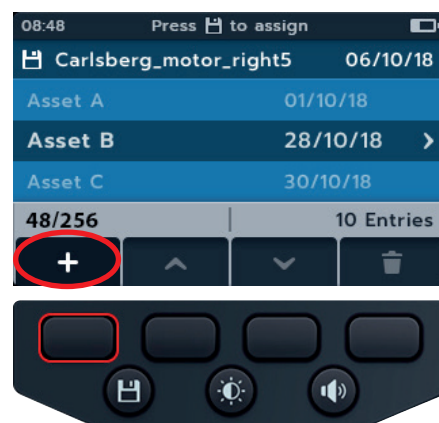 08:48 Press to assign
Carlsberg_motor_right5 06/10/18
Asset A 01/10/18
Asset B 28/10/18 >
Asset C 30/10/18
48/256 | 10 Entries
+